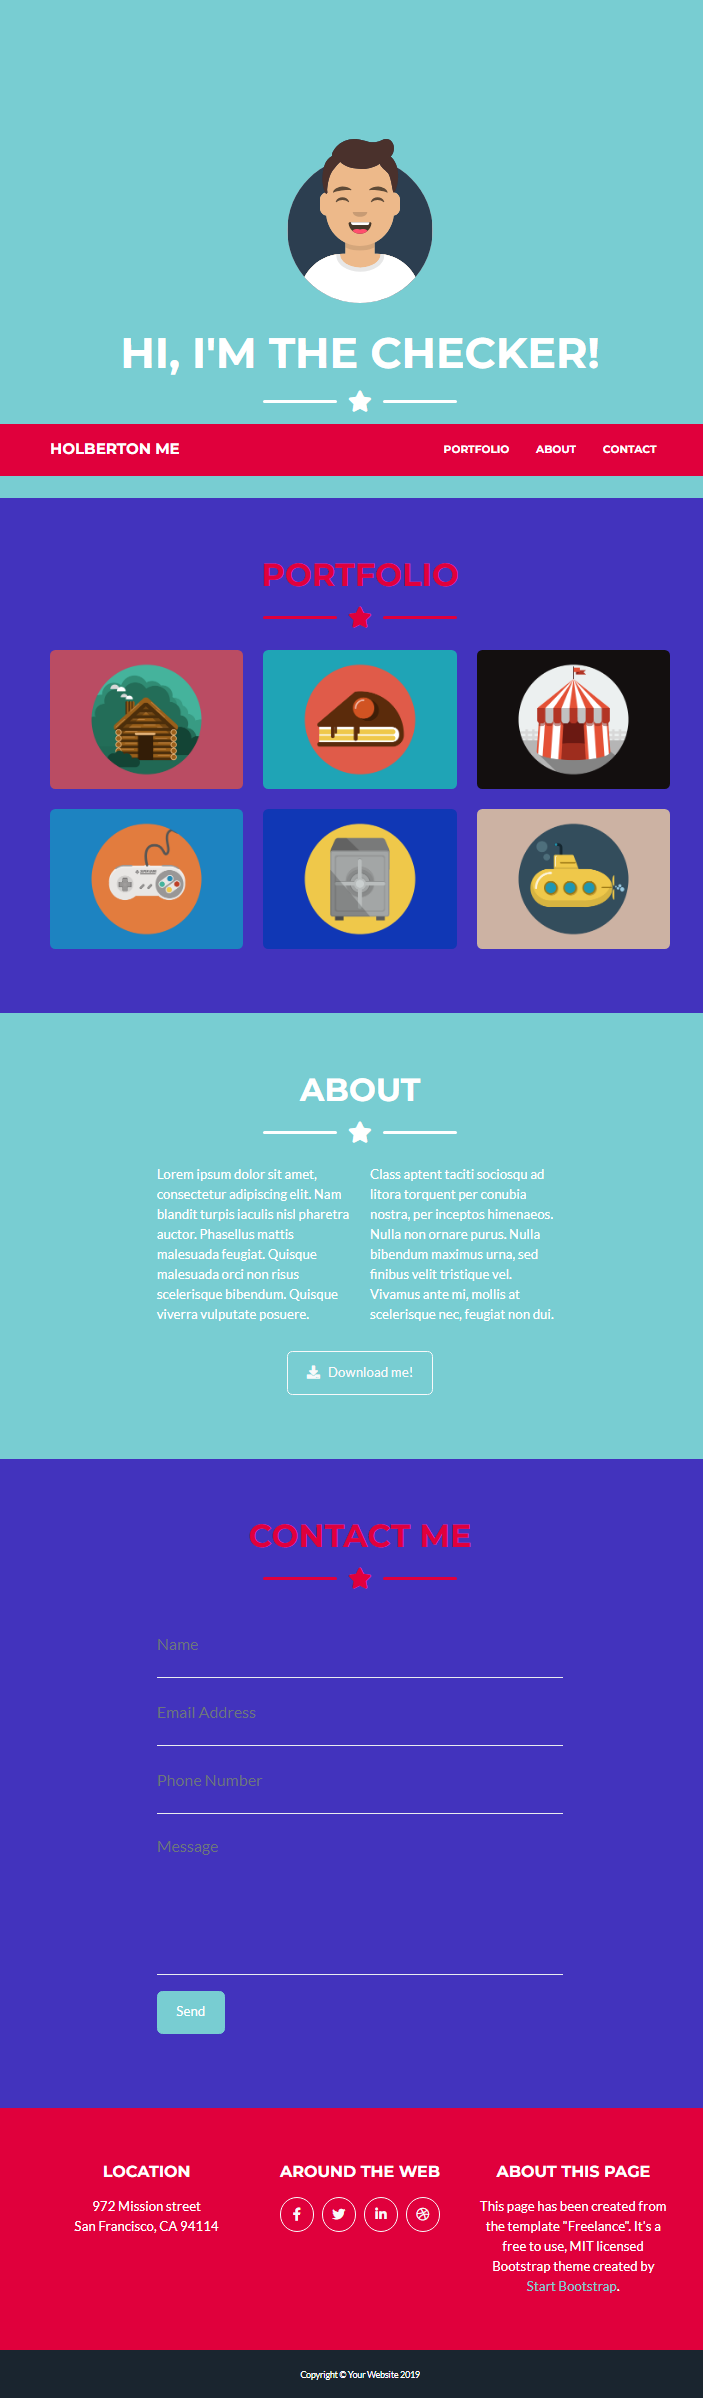 HI, I'M THE CHECKER!
HOLBERTON ME
PORTFOLIO
ABOUT
CONTACT
PORTFOLIO
ABOUT
Lorem ipsum dolor sit amet,
consectetur adipiscing elit. Nam
blandit turpis iaculis nisl pharetra
auctor. Phasellus mattis
malesuada feugiat. Quisque
malesuada orci non risus
scelerisque bibendum. Quisque
viverra vulputate posuere.
Class aptent taciti sociosqu ad
litora torquent per conubia
nostra, per inceptos himenaeos.
Nulla non ornare purus. Nulla
bibendum maximus urna, sed
finibus velit tristique vel.
Vivamus ante mi, mollis at
scelerisque nec, feugiat non dui.
Download me!
CONTACT ME
Name
Email Address
Phone Number
Message
Send
LOCATION
972 Mission street
San Francisco, CA 94114
AROUND THE WEB
ABOUT THIS PAGE
This page has been created from
the template "Freelance". It's a
free to use, MIT licensed
Bootstrap theme created by
Start Bootstrap.
Copyright © Your Website 2019